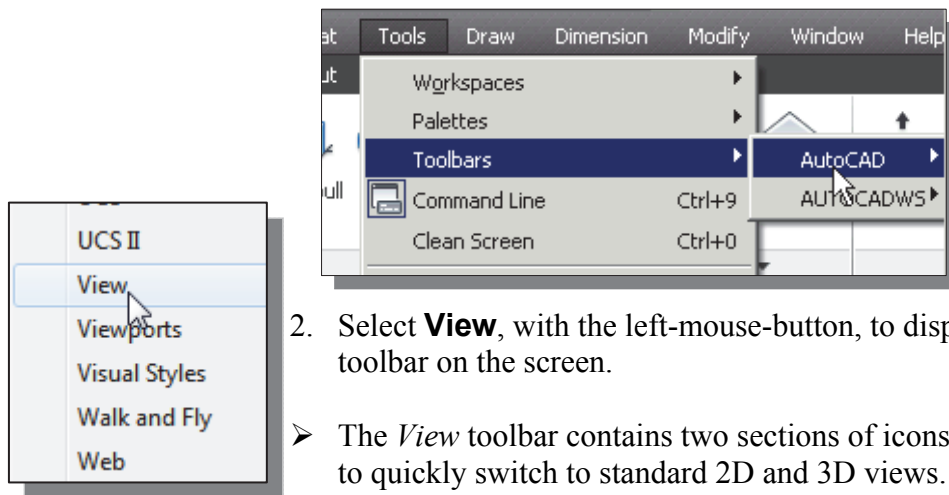 Tools Draw Dimension Modify Window Help
Workspaces
Palettes
Toolbars AutoCAD
Command Line Ctrl+9 AUTOCADWS
Clean Screen Ctrl+0
UCS II
View
Viewports
Visual Styles
Walk and Fly
Web
2. Select View, with the left-mouse-button, to disp
toolbar on the screen.
➢ The View toolbar contains two sections of icons
to quickly switch to standard 2D and 3D views.